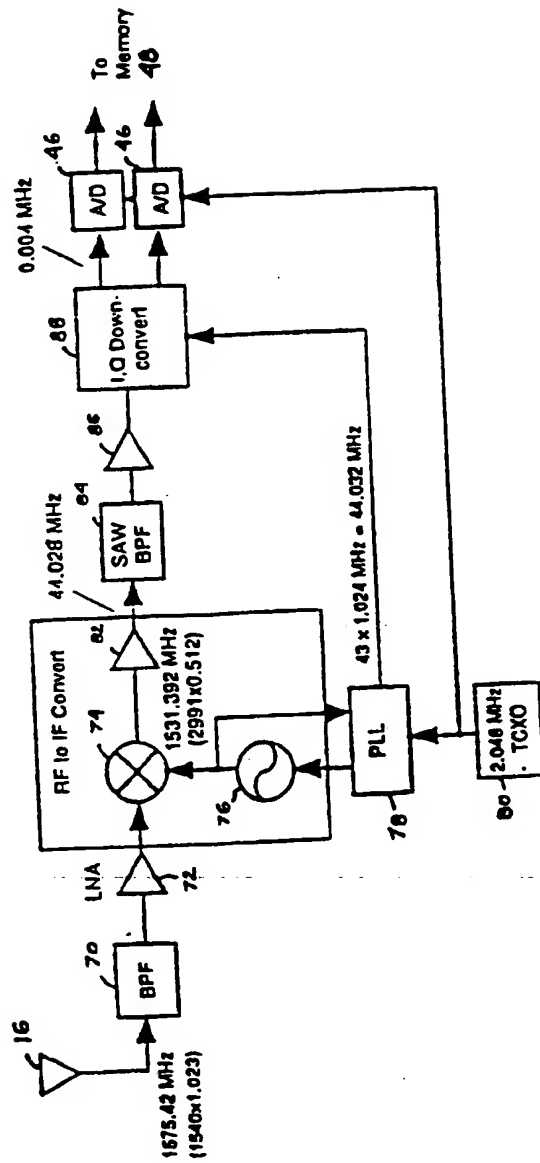 16
1575.42 MHz
(1540x1.023)
70
BPF
LNA
72
RF to IF Convert
74
76
82
1531.392 MHz
(2991x0.512)
44.028 MHz
SAW
BPF
84
86
88
I,Q Down-
convert
0.004 MHz
A/D
46
A/D
46
To
Memory
48
43 x 1.024 MHz = 44.032 MHz
PLL
78
2.048 MHz
TCXO
80